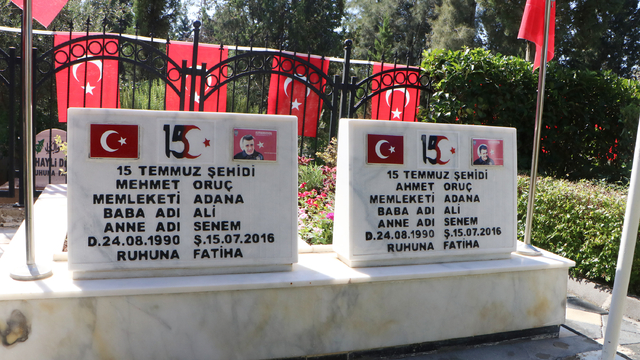 15
15 TEMMUZ ŞEHİDİ
MEHMET ORUÇ
MEMLEKETİ ADANA
BABA ADI ALİ
ANNE ADI SENEM
D.24.08.1990 Ş.15.07.2016
RUHUNA FATİHA
15
15 TEMMUZ ŞEHİDİ
AHMET ORUÇ
MEMLEKETİ ADANA
BABA ADI ALİ
ANNE ADI SENEM
D.24.08.1990 Ş.15.07.2016
RUHUNA FATİHA